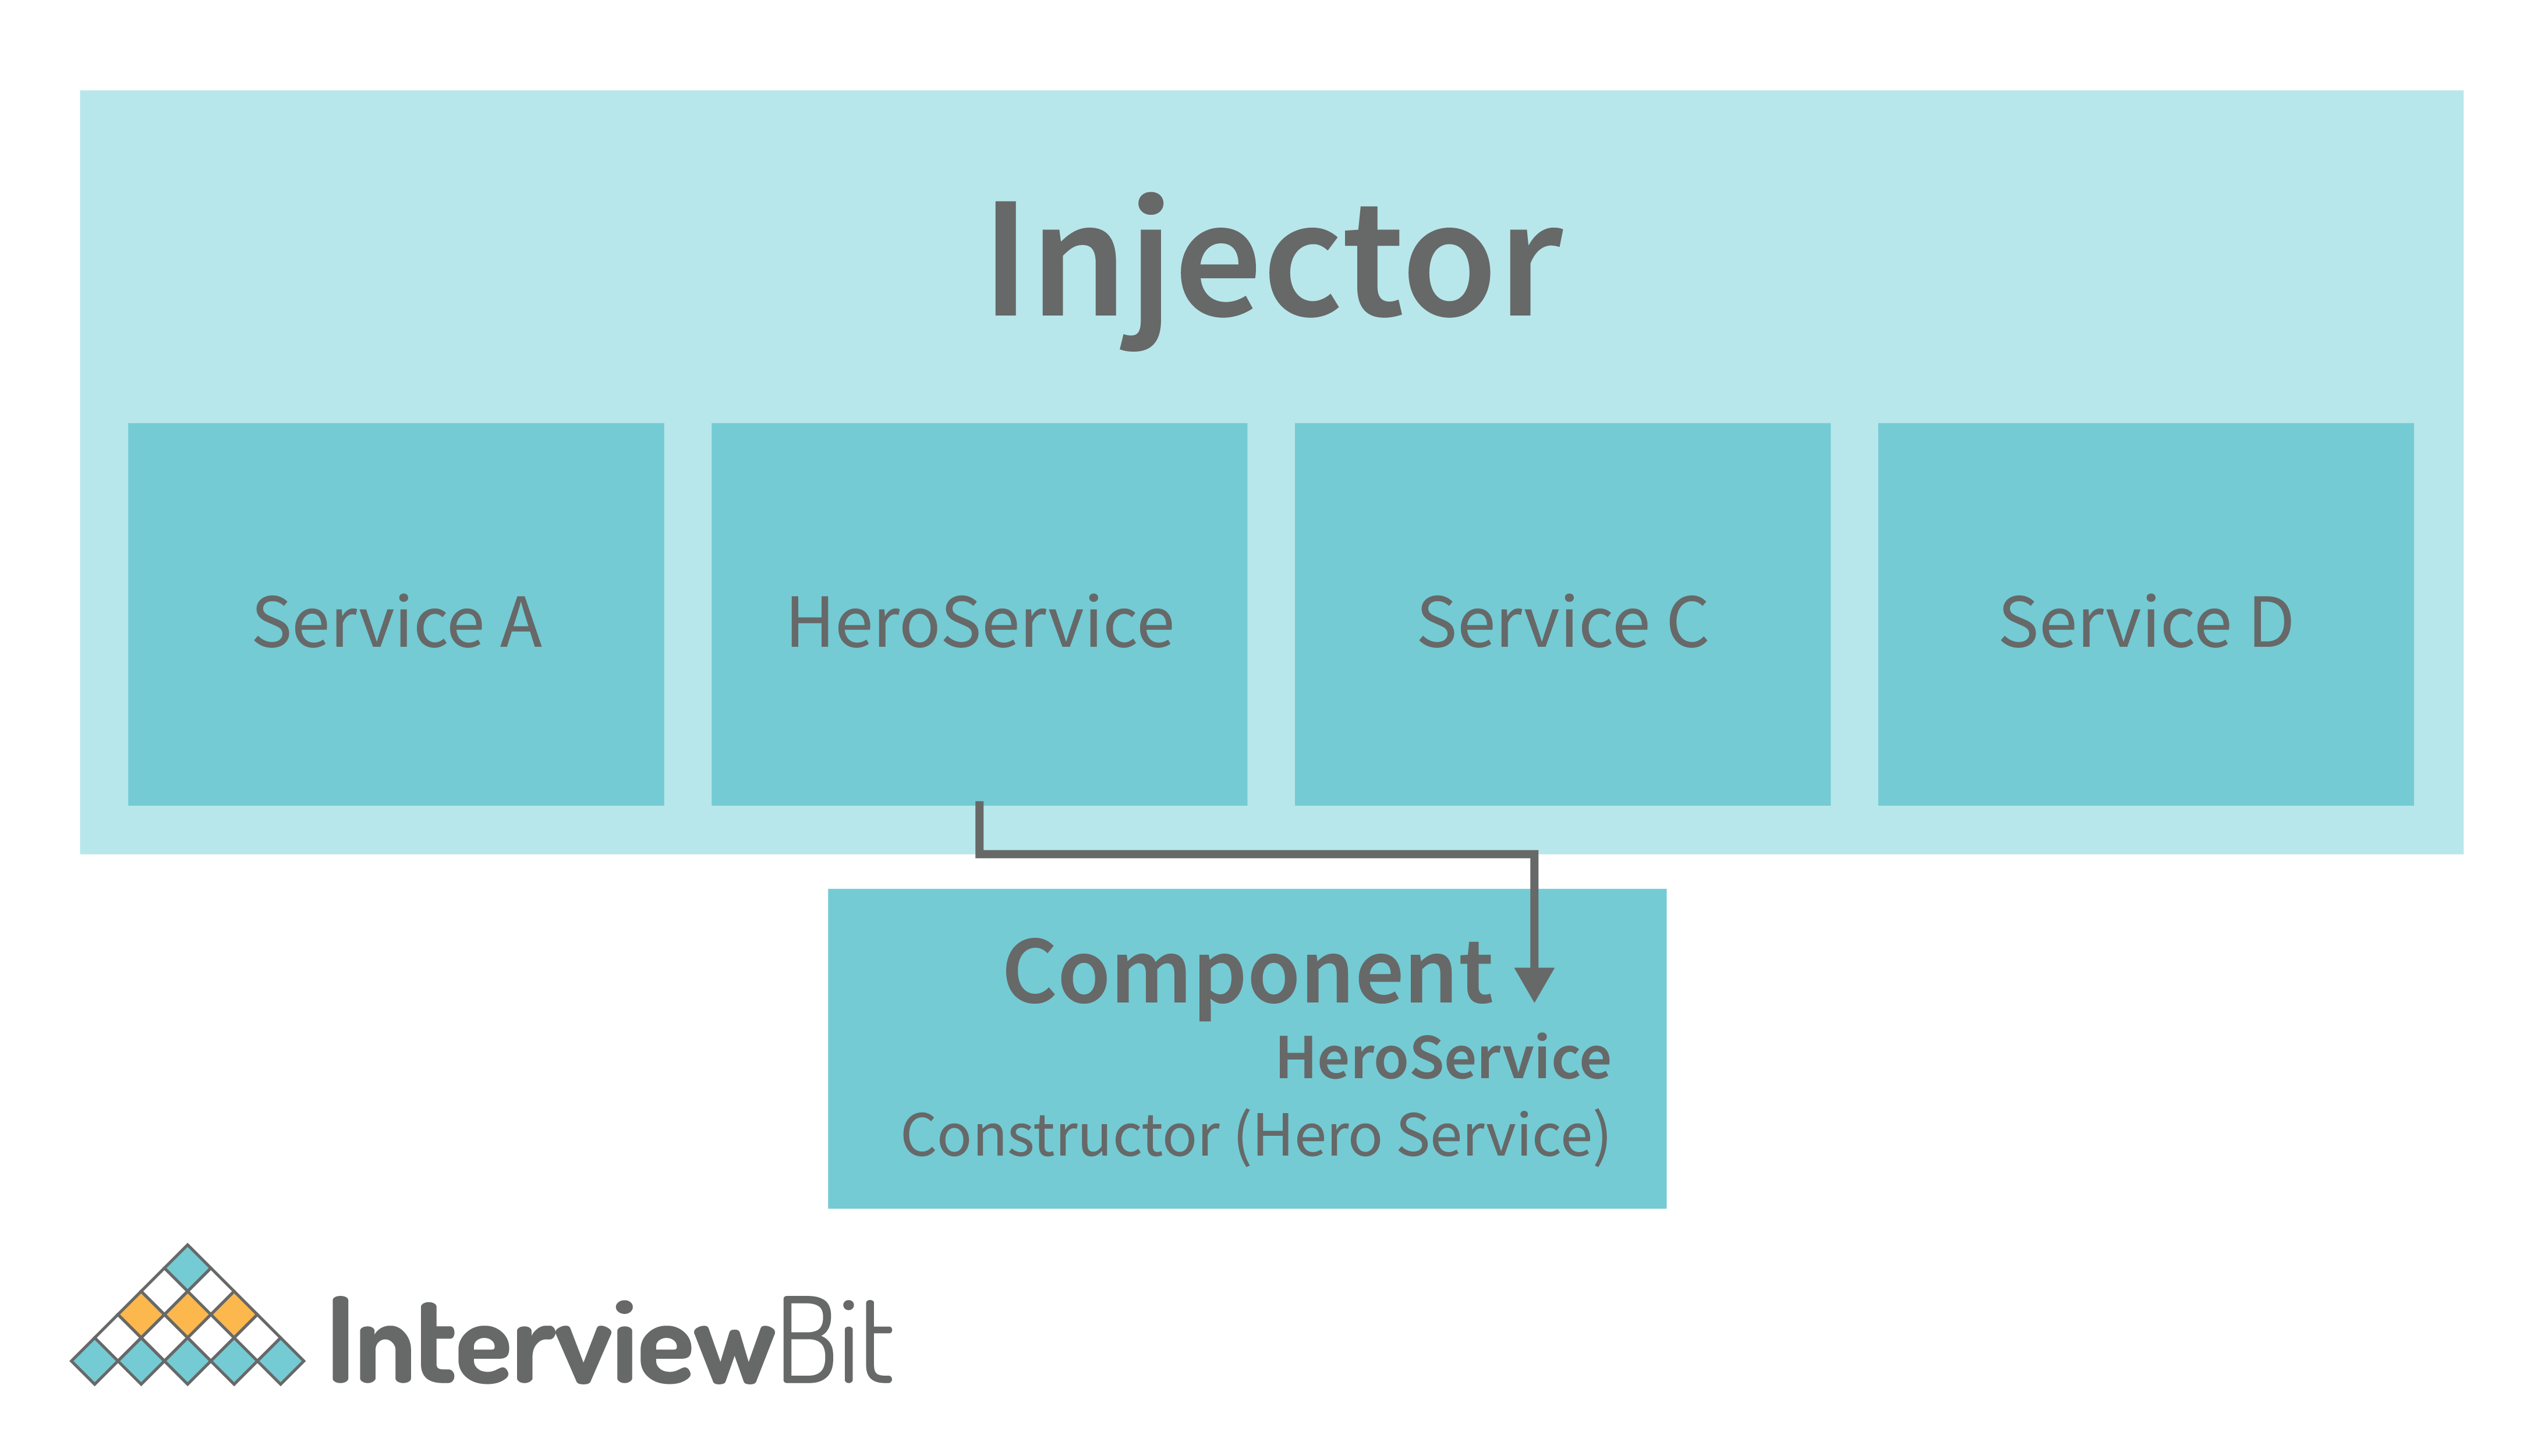 Injector
Service A
HeroService
Service C
Service D
Component
HeroService
Constructor (Hero Service)
InterviewBit